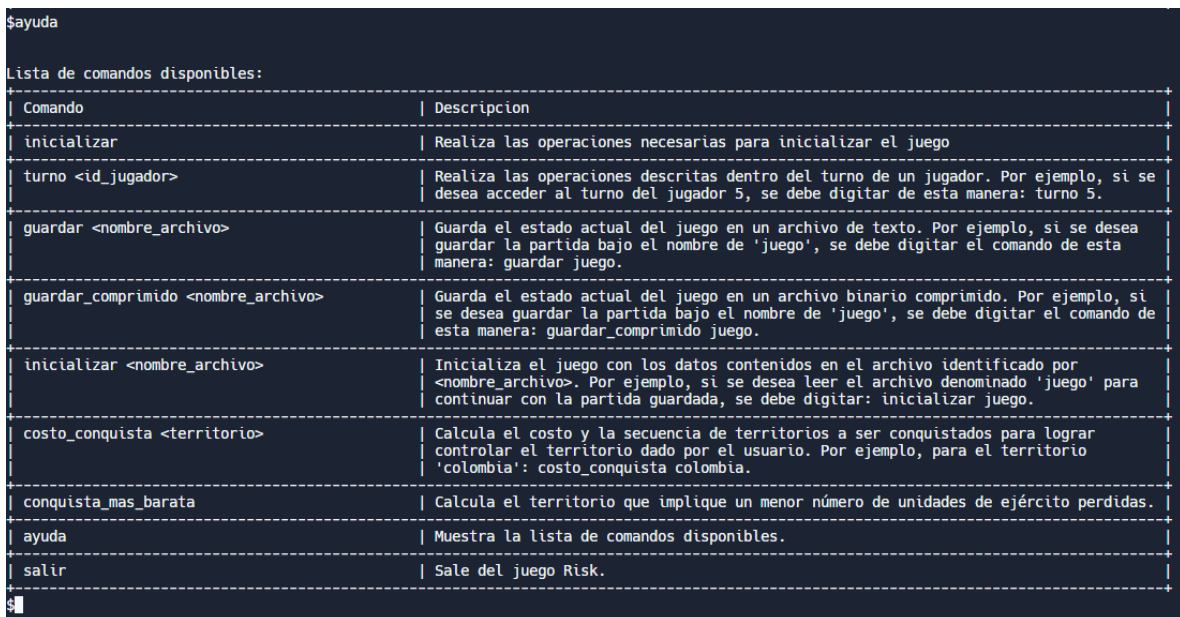 $ayuda
Lista de comandos disponibles:
+----------------------------------------------------------------------------------------------------------------------------------------+
| Comando | Descripcion |
| inicializar | Realiza las operaciones necesarias para inicializar el juego |
| turno <id_jugador> | Realiza las operaciones descritas dentro del turno de un jugador. Por ejemplo, si se |
| | desea acceder al turno del jugador 5, se debe digitar de esta manera: turno 5. |
| guardar <nombre_archivo> | Guarda el estado actual del juego en un archivo de texto. Por ejemplo, si se desea |
| | guardar la partida bajo el nombre de 'juego', se debe digitar el comando de esta |
| | manera: guardar juego. |
| guardar_comprimido <nombre_archivo> | Guarda el estado actual del juego en un archivo binario comprimido. Por ejemplo, si |
| | se desea guardar la partida bajo el nombre de 'juego', se debe digitar el comando de |
| | esta manera: guardar_comprimido juego. |
| inicializar <nombre_archivo> | Inicializa el juego con los datos contenidos en el archivo identificado por |
| | <nombre_archivo>. Por ejemplo, si se desea leer el archivo denominado 'juego' para |
| | continuar con la partida guardada, se debe digitar: inicializar juego. |
| costo_conquista <territorio> | Calcula el costo y la secuencia de territorios a ser conquistados para lograr |
| | controlar el territorio dado por el usuario. Por ejemplo, para el territorio |
| | 'colombia': costo_conquista colombia. |
| conquista_mas_barata | Calcula el territorio que implique un menor número de unidades de ejército perdidas. |
| ayuda | Muestra la lista de comandos disponibles. |
| salir | Sale del juego Risk. |
$